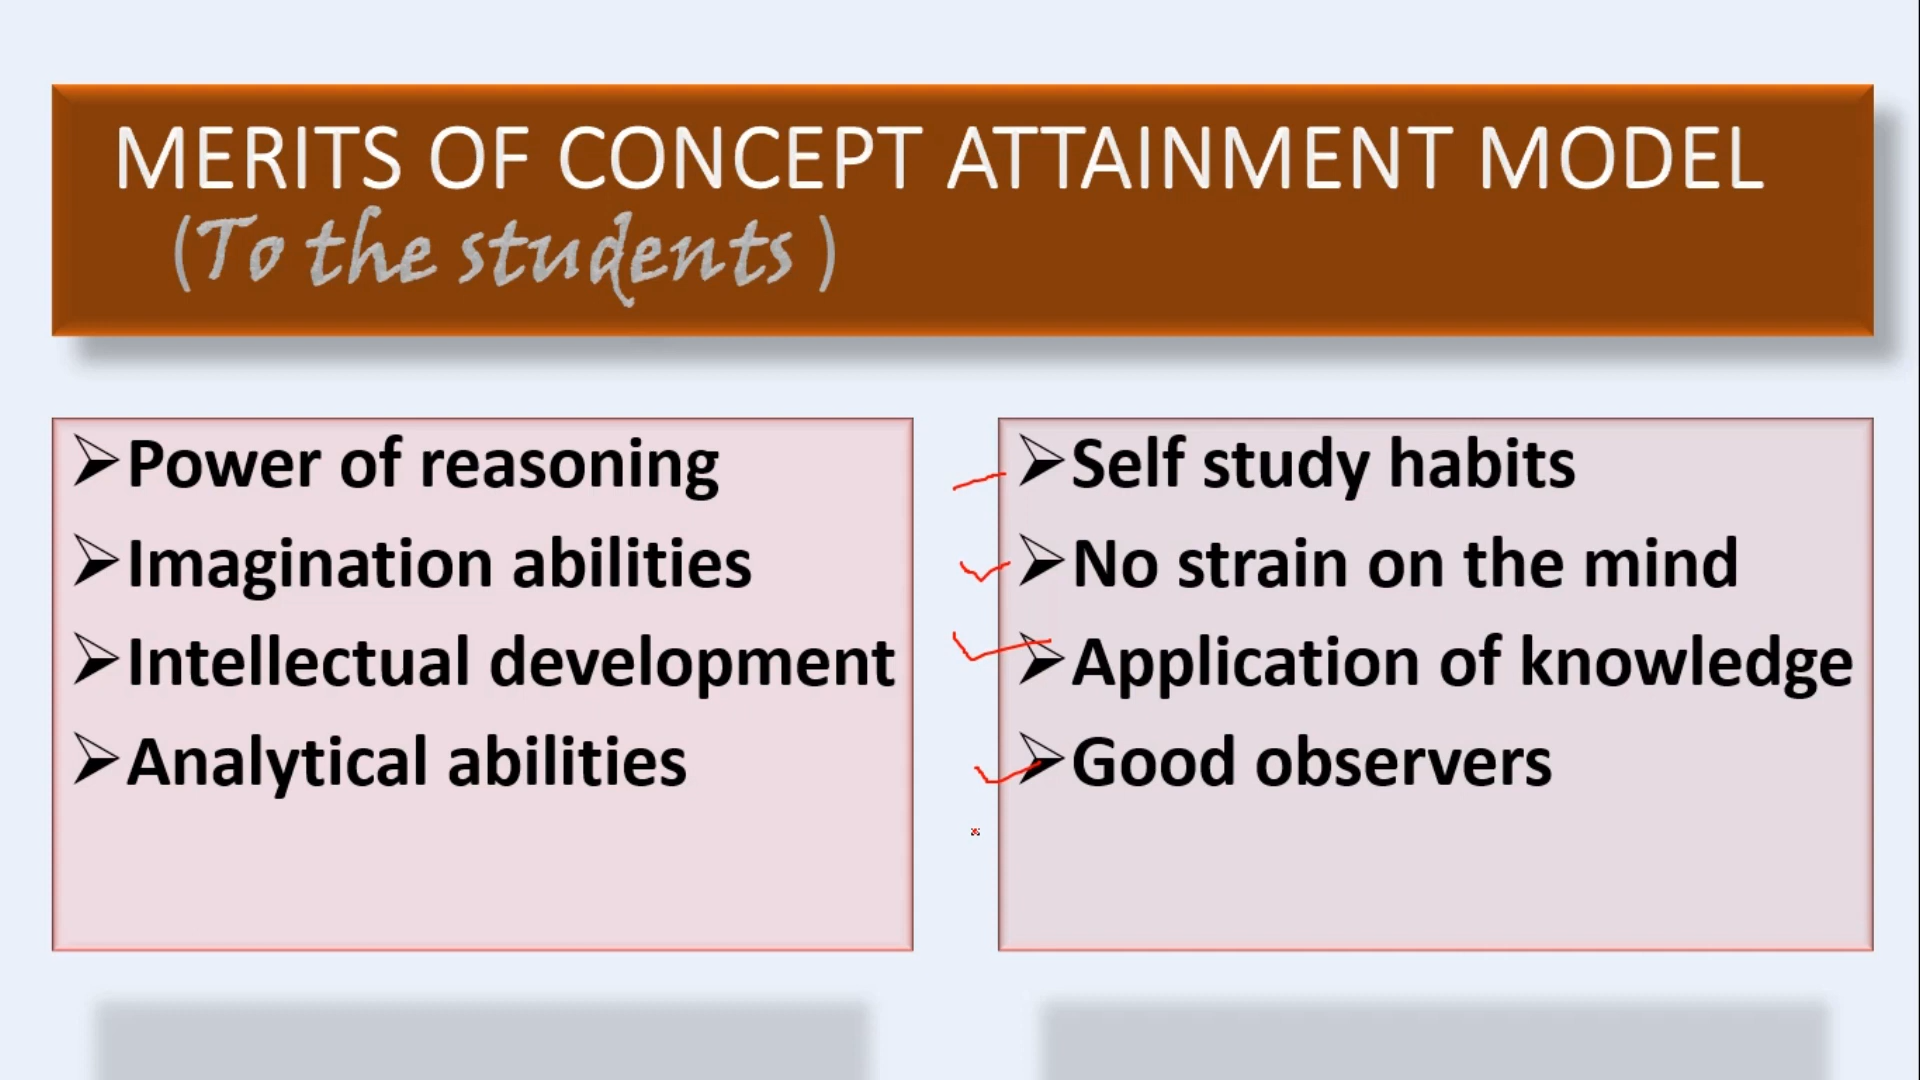 MERITS OF CONCEPT ATTAINMENT MODEL
(To the students )
➢Power of reasoning
➢Imagination abilities
➢Intellectual development
➢Analytical abilities
➢Self study habits
➢No strain on the mind
➢Application of knowledge
➢Good observers